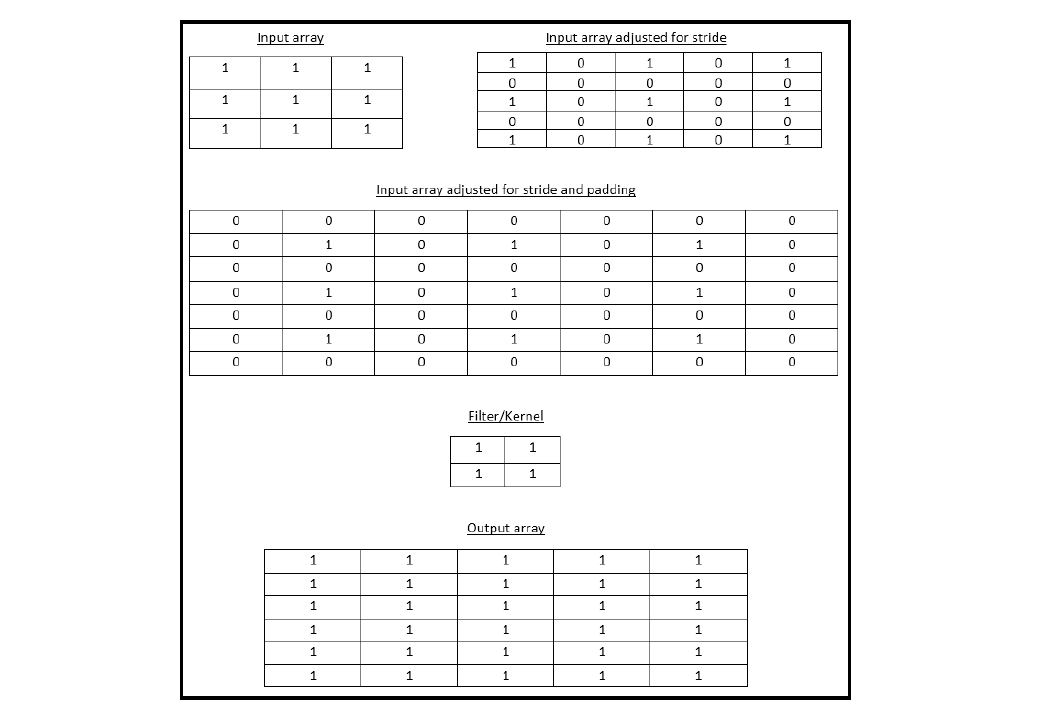 Input array
1 1 1
1 1 1
1 1 1
Input array adjusted for stride
1 0 1 0 1
0 0 0 0 0
1 0 1 0 1
0 0 0 0 0
1 0 1 0 1
Input array adjusted for stride and padding
0 0 0 0 0 0 0
0 1 0 1 0 1 0
0 0 0 0 0 0 0
0 1 0 1 0 1 0
0 0 0 0 0 0 0
0 1 0 1 0 1 0
0 0 0 0 0 0 0
Filter/Kernel
1 1
1 1
Output array
1 1 1 1 1
1 1 1 1 1
1 1 1 1 1
1 1 1 1 1
1 1 1 1 1
1 1 1 1 1